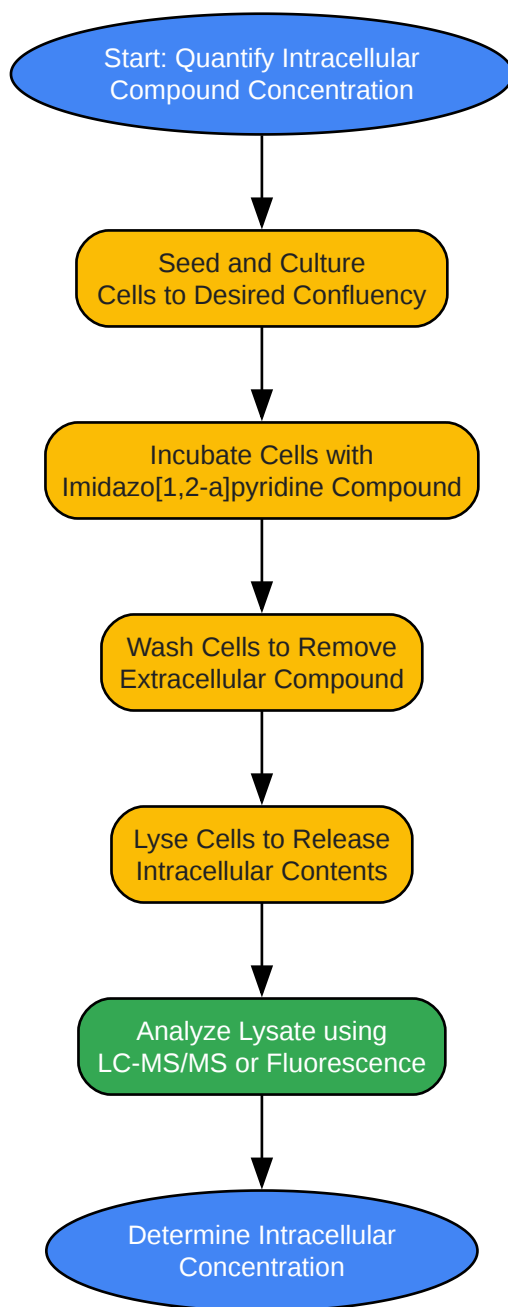 Start: Quantify Intracellular
Compound Concentration
Seed and Culture
Cells to Desired Confluency
Incubate Cells with
Imidazo[1,2-a]pyridine Compound
Wash Cells to Remove
Extracellular Compound
Lyse Cells to Release
Intracellular Contents
Analyze Lysate using
LC-MS/MS or Fluorescence
Determine Intracellular
Concentration